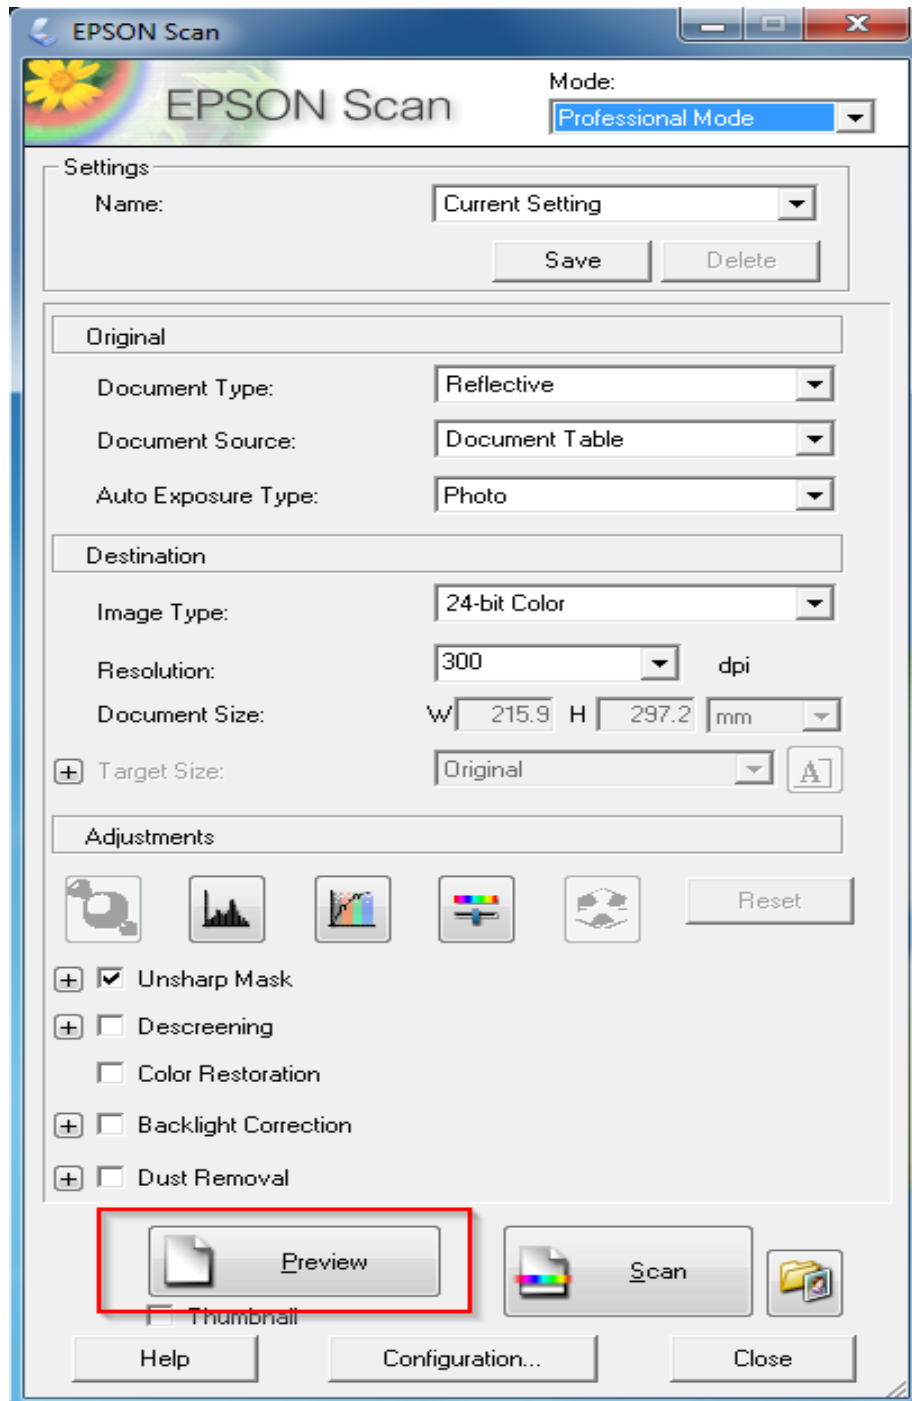 EPSON Scan
EPSON Scan
Mode:
Professional Mode
Settings
Name: Current Setting
Save Delete
Original
Document Type: Reflective
Document Source: Document Table
Auto Exposure Type: Photo
Destination
Image Type: 24-bit Color
Resolution: 300 dpi
Document Size: W 215.9 H 297.2 mm
Target Size: Original A
Adjustments
Reset
Unsharp Mask
Descreening
Color Restoration
Backlight Correction
Dust Removal
Preview Scan
Thumbnail
Help Configuration... Close